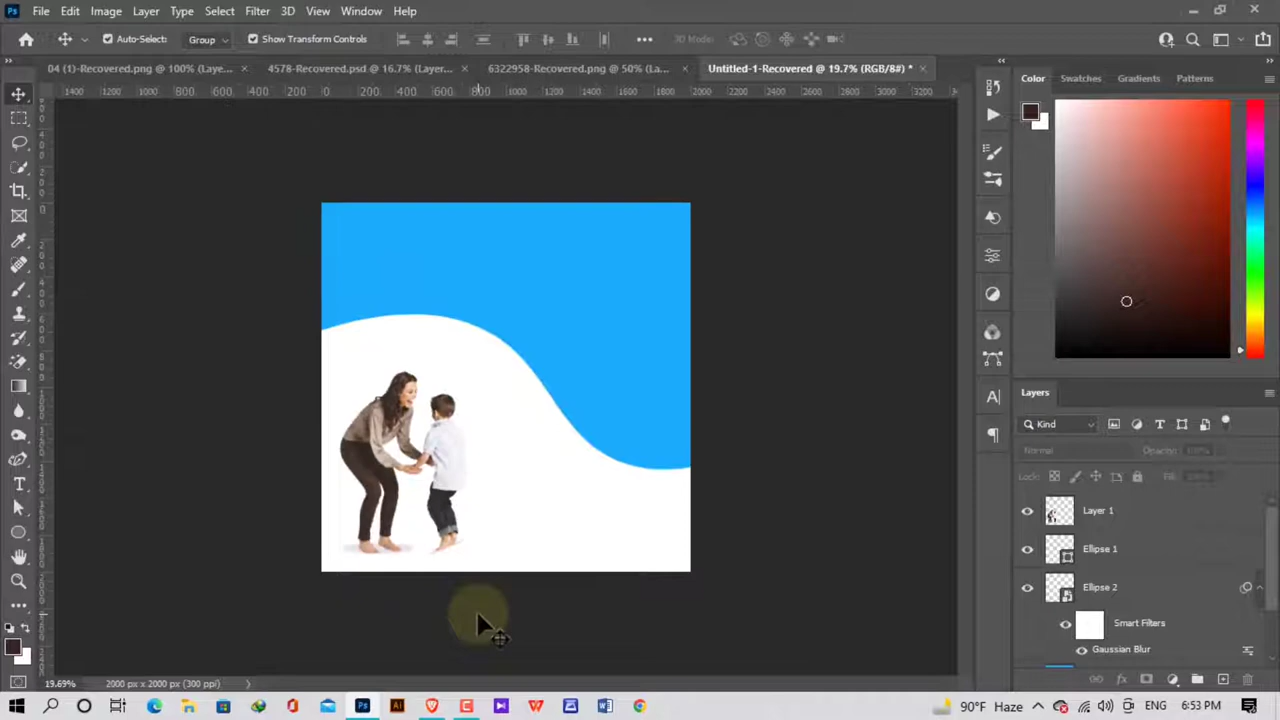 Ps File Edit Image Layer Type Select Filter 3D View Window Help
Auto-Select: Group Show Transform Controls 3D Mode:
04 (1)-Recovered.png @ 100% (Laye... × 4578-Recovered.psd @ 16.7% (Layer... × 6322958-Recovered.png @ 50% (La... × Untitled-1-Recovered @ 19.7% (RGB/8#) * ×
Color Swatches Gradients Patterns
1400 1200 1000 800 600 400 200 0 200 400 600 800 1000 1200 1400 1600 1800 2000 2200 2400 2600 2800 3000 3200
Layers
Kind
Normal Opacity:
Lock: Fill:
Layer 1
Ellipse 1
Ellipse 2
Smart Filters
Gaussian Blur
19.69% 2000 px x 2000 px (300 ppi)
90°F Haze ENG 6:53 PM